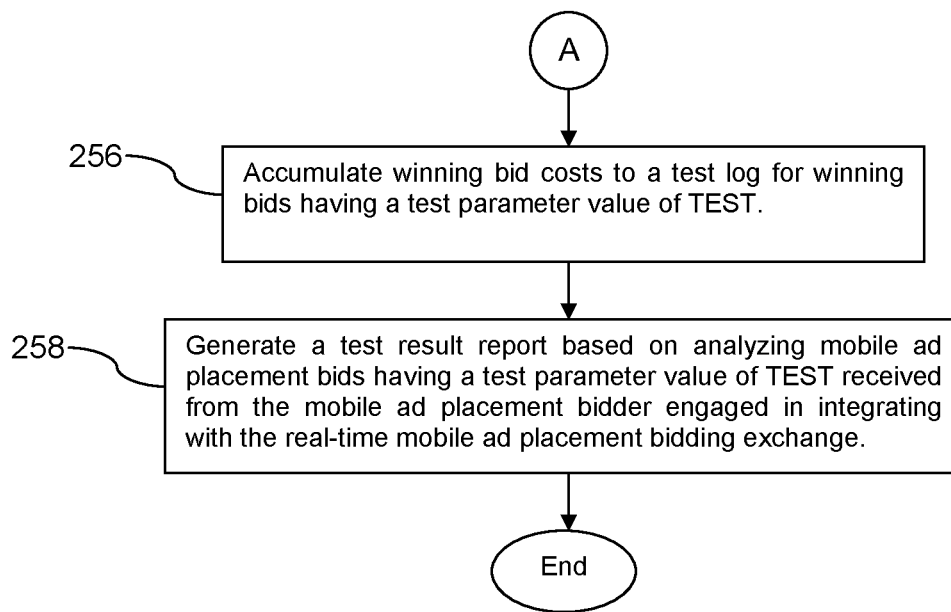 A
256
Accumulate winning bid costs to a test log for winning
bids having a test parameter value of TEST.
258
Generate a test result report based on analyzing mobile ad
placement bids having a test parameter value of TEST received
from the mobile ad placement bidder engaged in integrating
with the real-time mobile ad placement bidding exchange.
End